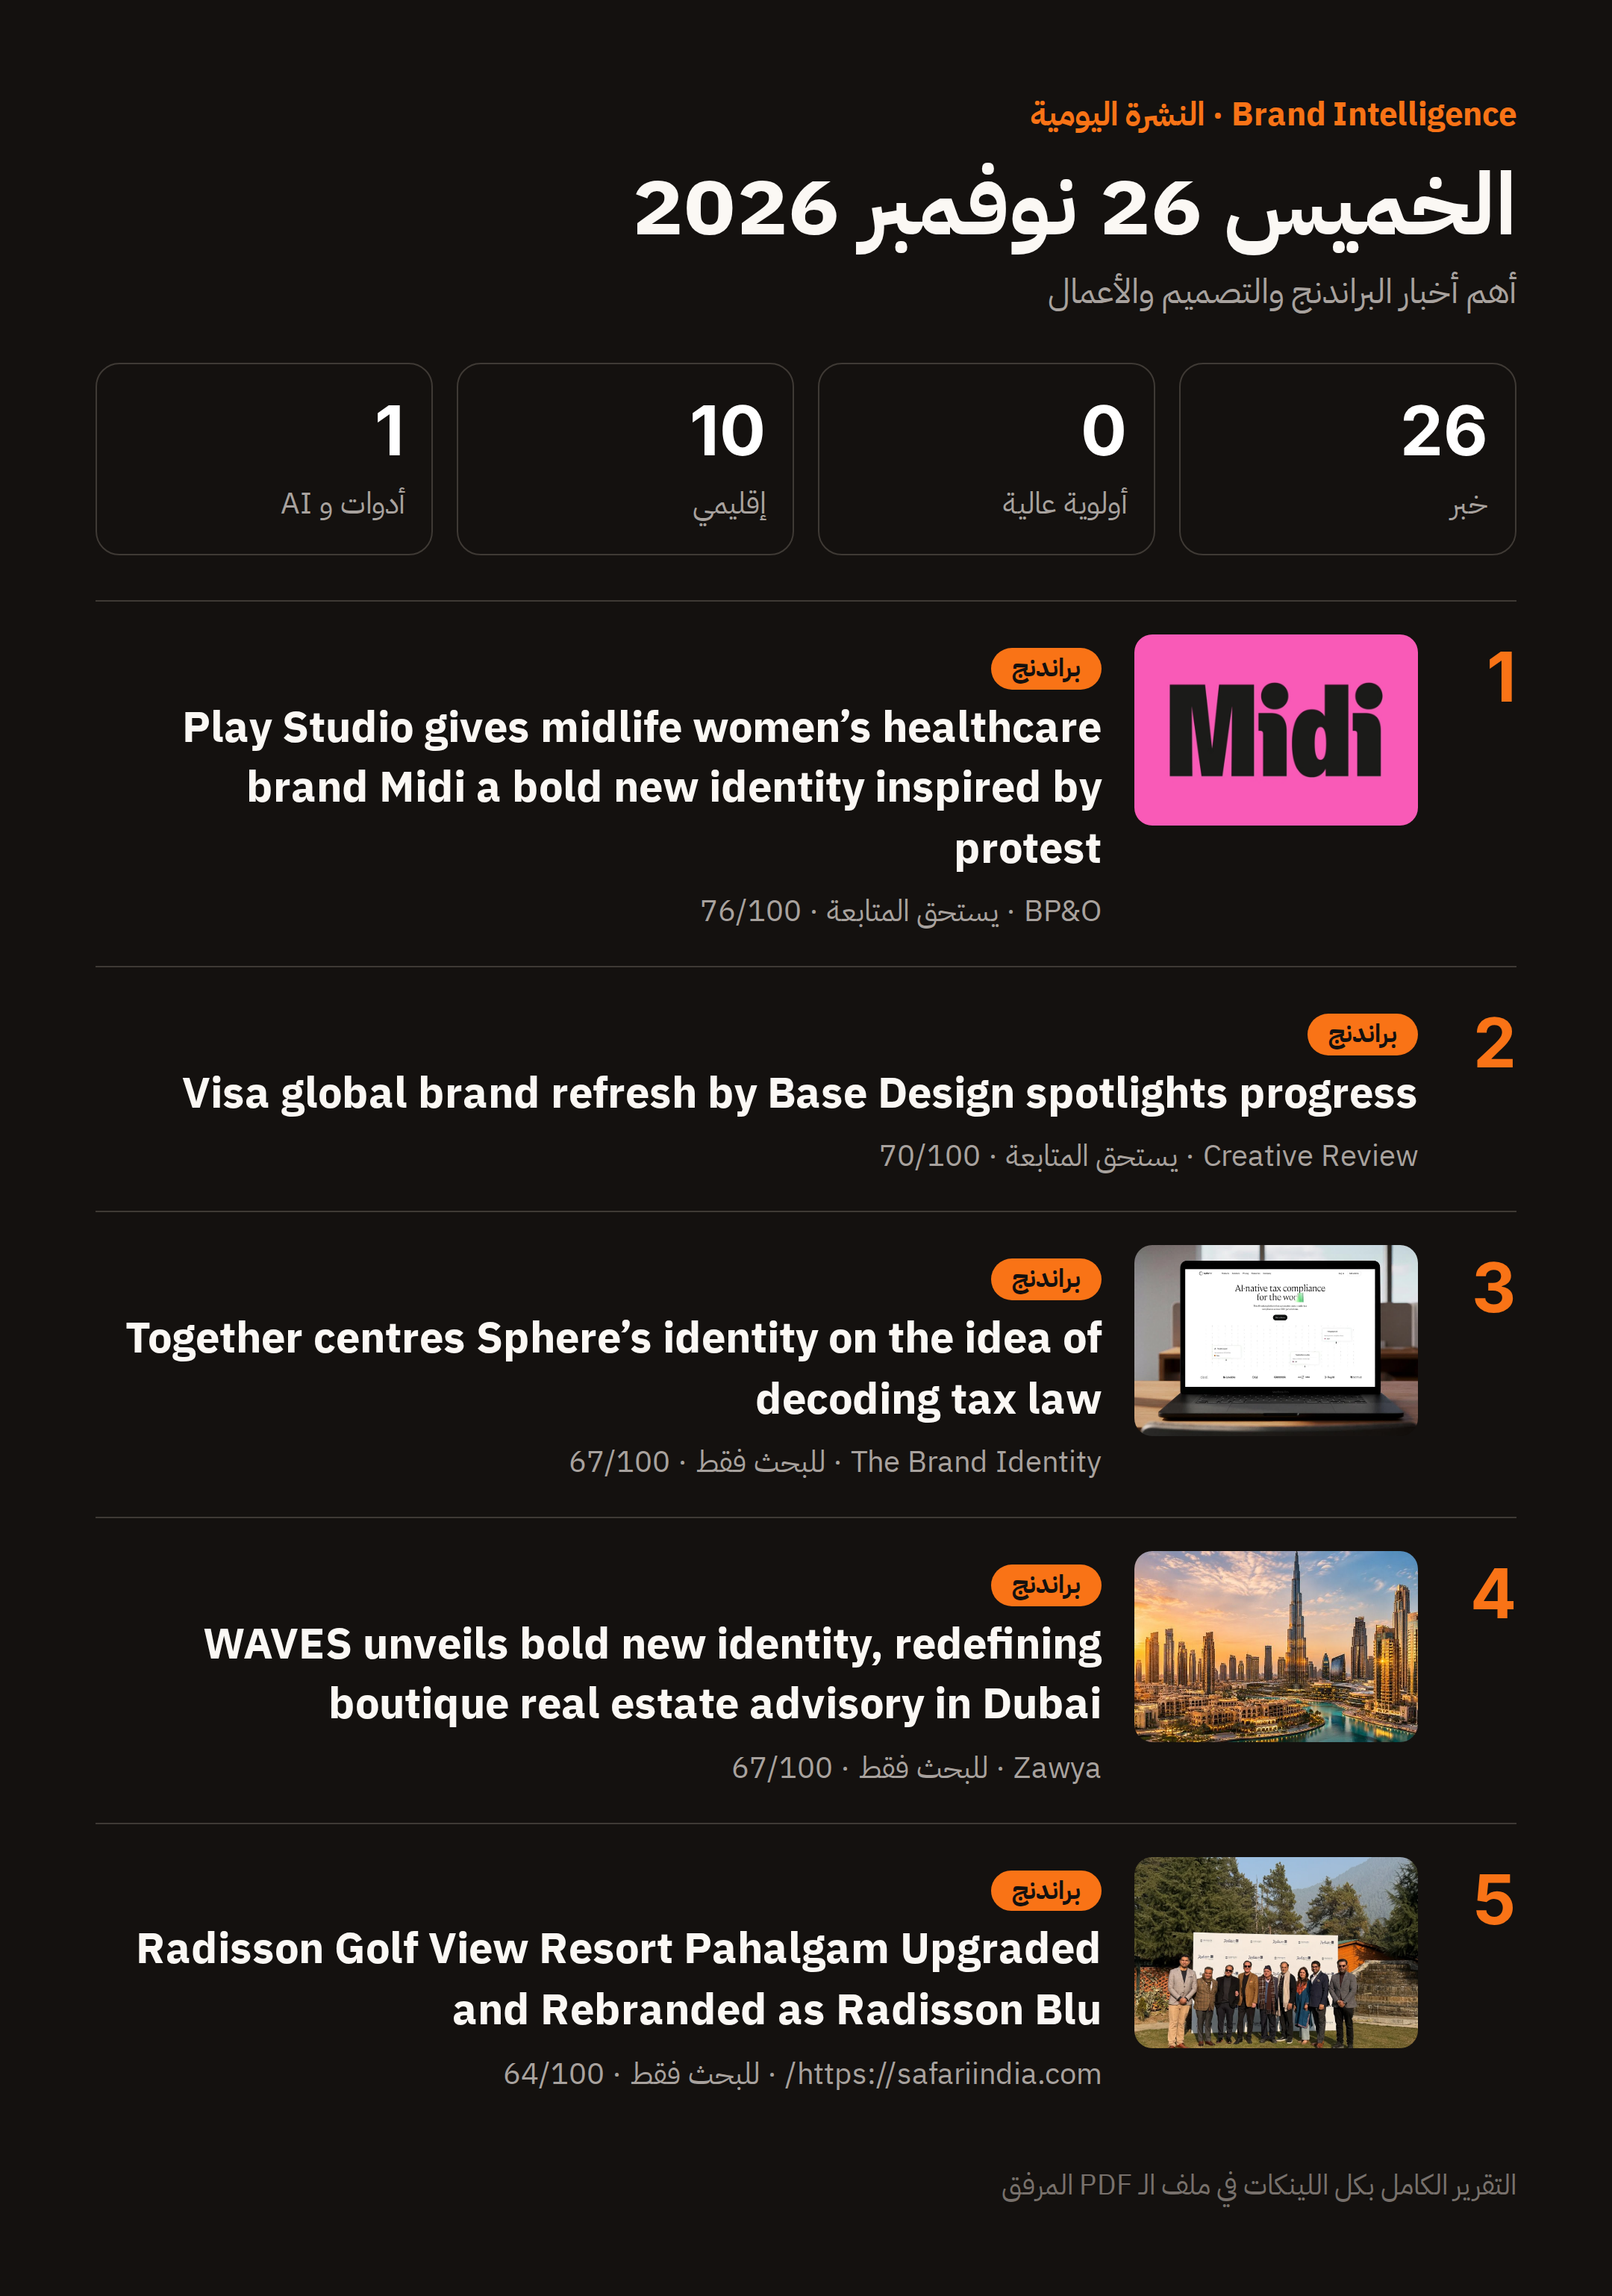 Brand Intelligence · النشرة اليومية
الخميس 26 نوفمبر 2026
أهم أخبار البراندنج والتصميم والأعمال
26
خبر
0
أولوية عالية
10
إقليمي
1
أدوات و AI
1
Midi
براندنج
Play Studio gives midlife women’s healthcare
brand Midi a bold new identity inspired by
protest
BP&O · يستحق المتابعة · 76/100
2
براندنج
Visa global brand refresh by Base Design spotlights progress
Creative Review · يستحق المتابعة · 70/100
3
AI-native tax compliance
for the
براندنج
Together centres Sphere’s identity on the idea of
decoding tax law
The Brand Identity · للبحث فقط · 67/100
4
براندنج
WAVES unveils bold new identity, redefining
boutique real estate advisory in Dubai
Zawya · للبحث فقط · 67/100
5
براندنج
Radisson Golf View Resort Pahalgam Upgraded
and Rebranded as Radisson Blu
/https://safariindia.com · للبحث فقط · 64/100
التقرير الكامل بكل اللينكات في ملف الـ PDF المرفق